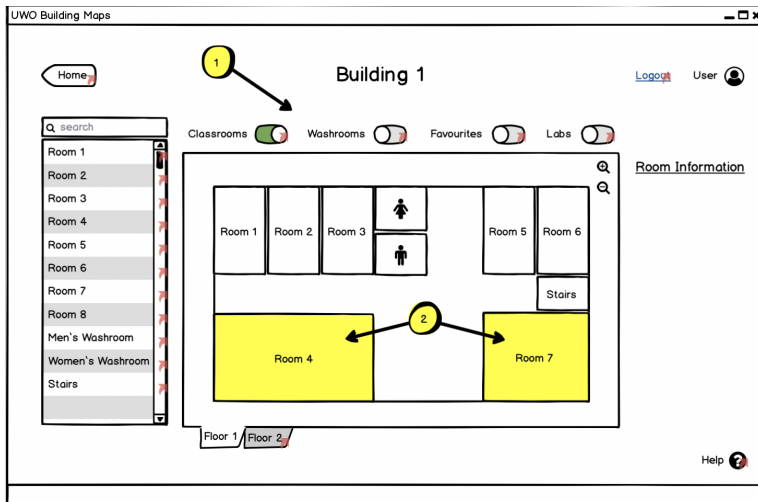 UWO Building Maps
1
Home
Building 1
Logout
User
search
Classrooms
Washrooms
Favourites
Labs
Room 1
Room 2
Room 3
Room 4
Room 5
Room 6
Room 7
Room 8
Men`s Washroom
Women`s Washroom
Stairs
Room Information
Room 1
Room 2
Room 3
Room 5
Room 6
Stairs
2
Room 4
Room 7
Floor 1
Floor 2
Help ?